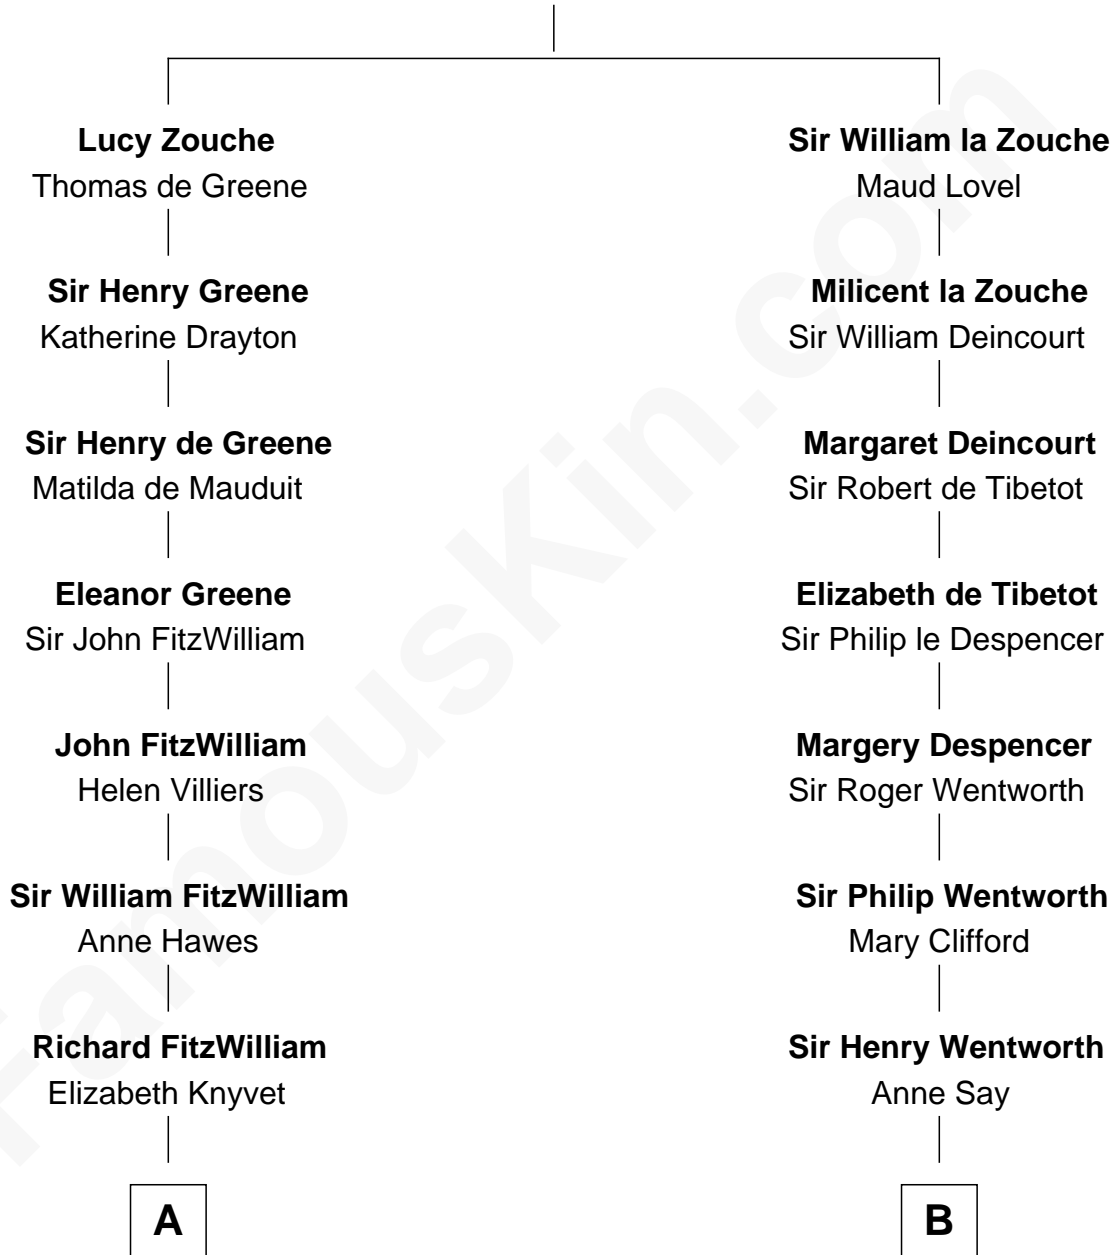 Lucy Zouche
Thomas de Greene
Sir Henry Greene
Katherine Drayton
Sir Henry de Greene
Matilda de Mauduit
Eleanor Greene
Sir John FitzWilliam
John FitzWilliam
Helen Villiers
Sir William FitzWilliam
Anne Hawes
Richard FitzWilliam
Elizabeth Knyvet
A
Sir William la Zouche
Maud Lovel
Milicent la Zouche
Sir William Deincourt
Margaret Deincourt
Sir Robert de Tibetot
Elizabeth de Tibetot
Sir Philip le Despencer
Margery Despencer
Sir Roger Wentworth
Sir Philip Wentworth
Mary Clifford
Sir Henry Wentworth
Anne Say
B
FamousKin.com